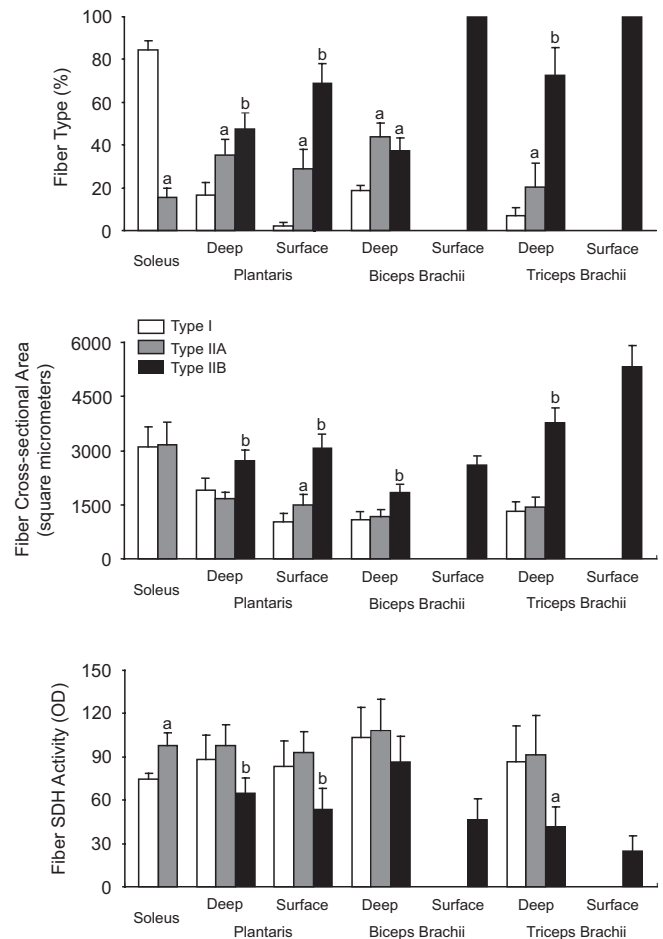 Fiber Type (%)
100
80
60
40
20
0
a
a
b
a
b
a
a
a
b
Deep Surface Deep Surface Deep Surface
Soleus
Plantaris Biceps Brachii Triceps Brachii
Fiber Cross-sectional Area
(square micrometers)
Type I
Type IIA
Type IIB
6000
4500
3000
1500
0
b
a
b
b
b
Deep Surface Deep Surface Deep Surface
Soleus
Plantaris Biceps Brachii Triceps Brachii
Fiber SDH Activity (OD)
150
120
90
60
30
0
a
b
b
a
Deep Surface Deep Surface Deep Surface
Soleus
Plantaris Biceps Brachii Triceps Brachii